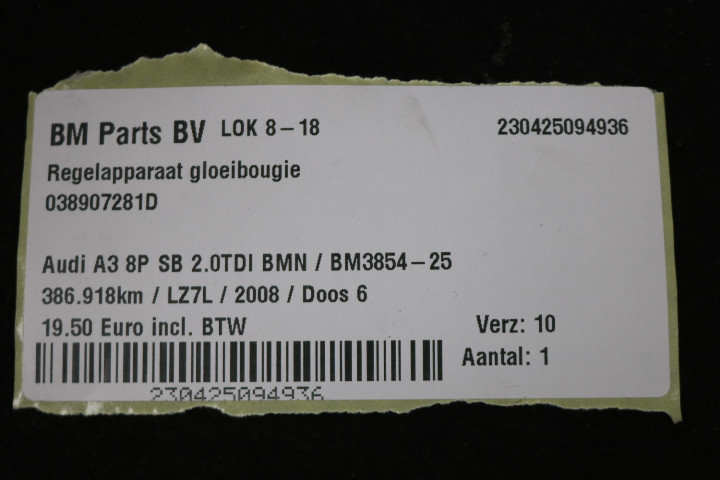 BM Parts BV LOK 8-18 230425094936
Regelapparaat gloeibougie
038907281D
Audi A3 8P SB 2.0TDI BMN / BM3854-25
386.918km / LZ7L / 2008 / Doos 6
19.50 Euro incl. BTW Verz: 10
Aantal: 1
230425094936